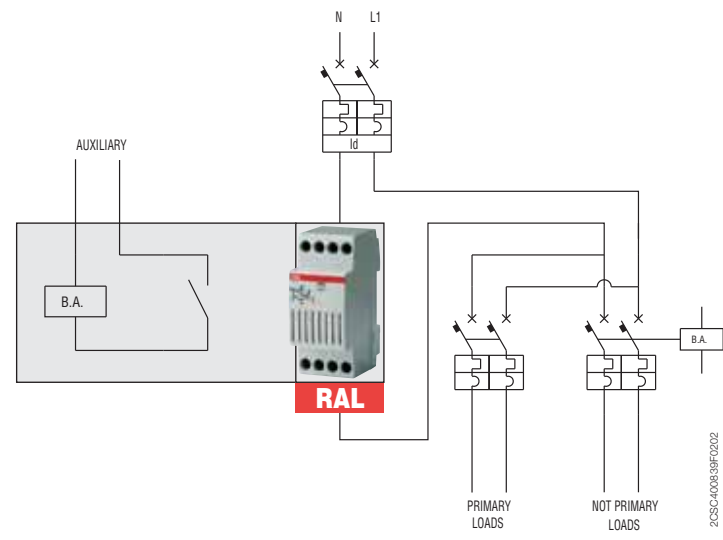 N L1
Id
AUXILIARY
B.A.
RAL
B.A.
PRIMARY
LOADS
NOT PRIMARY
LOADS
2CSC400839F0202